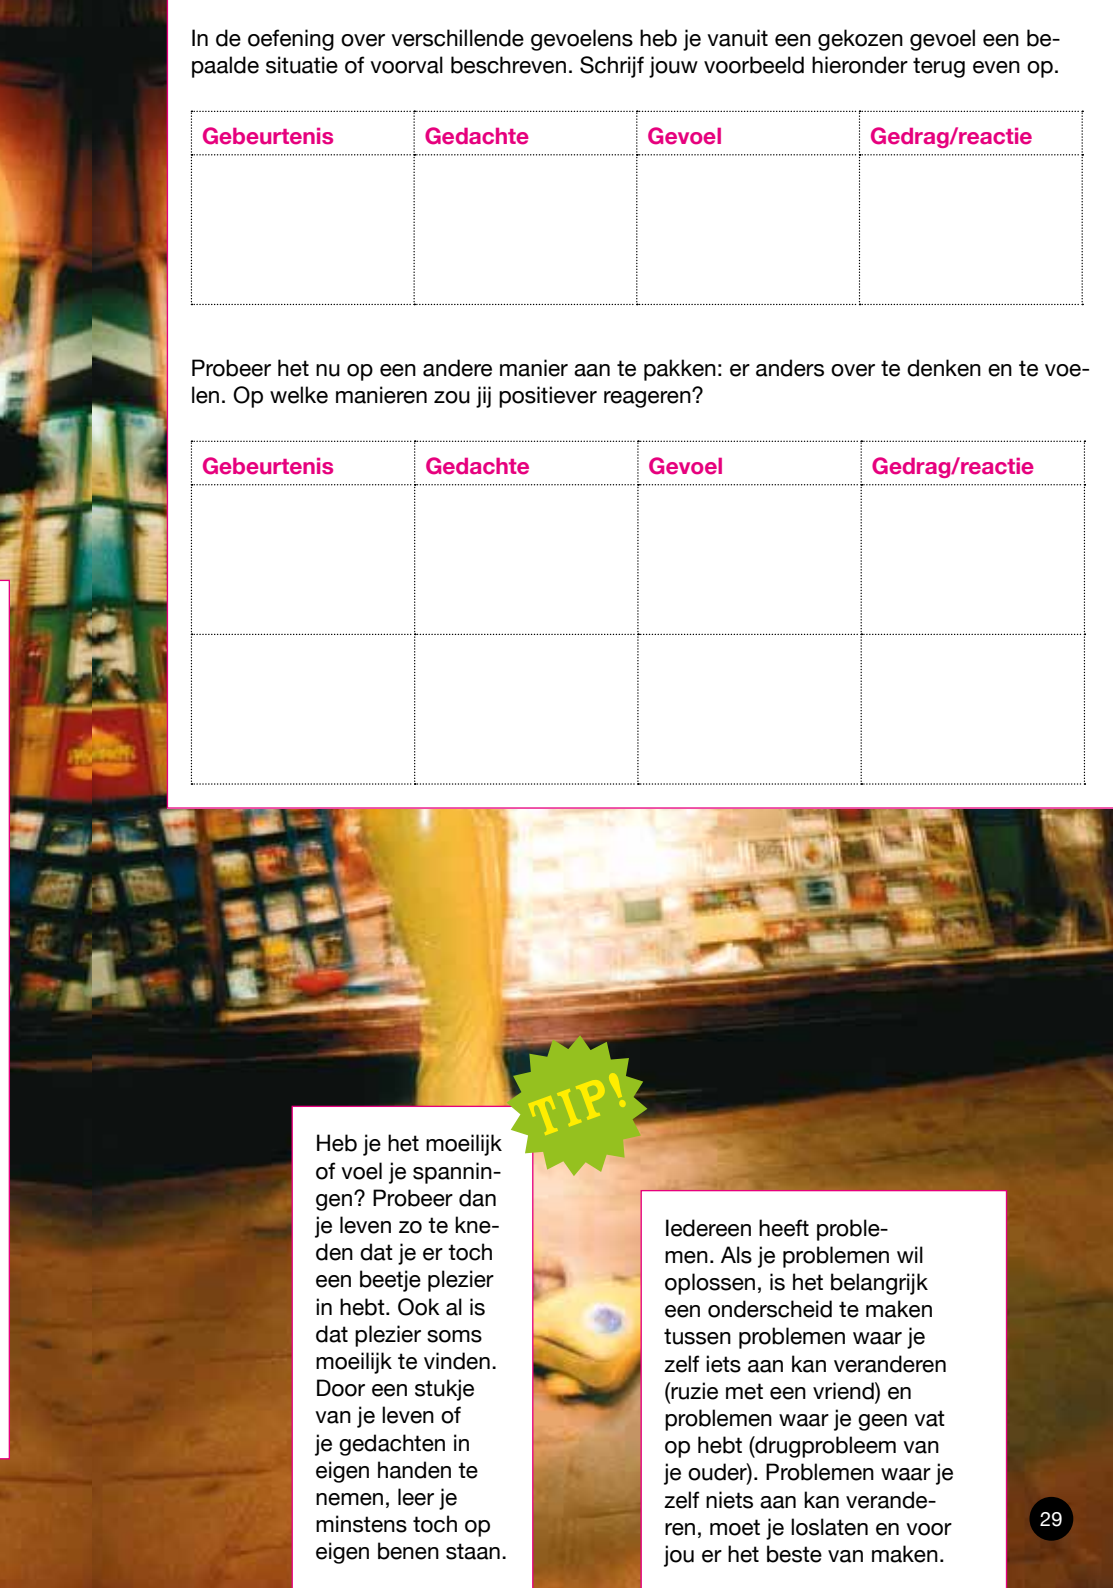 In de oefening over verschillende gevoelens heb je vanuit een gekozen gevoel een be-
paalde situatie of voorval beschreven. Schrijf jouw voorbeeld hieronder terug even op.
Gebeurtenis Gedachte Gevoel Gedrag/reactie
Probeer het nu op een andere manier aan te pakken: er anders over te denken en te voe-
len. Op welke manieren zou jij positiever reageren?
Gebeurtenis Gedachte Gevoel Gedrag/reactie
TIP!
Heb je het moeilijk
of voel je spannin-
gen? Probeer dan
je leven zo te kne-
den dat je er toch
een beetje plezier
in hebt. Ook al is
dat plezier soms
moeilijk te vinden.
Door een stukje
van je leven of
je gedachten in
eigen handen te
nemen, leer je
minstens toch op
eigen benen staan.
Iedereen heeft proble-
men. Als je problemen wil
oplossen, is het belangrijk
een onderscheid te maken
tussen problemen waar je
zelf iets aan kan veranderen
(ruzie met een vriend) en
problemen waar je geen vat
op hebt (drugprobleem van
je ouder). Problemen waar je
zelf niets aan kan verande-
ren, moet je loslaten en voor
jou er het beste van maken.
29